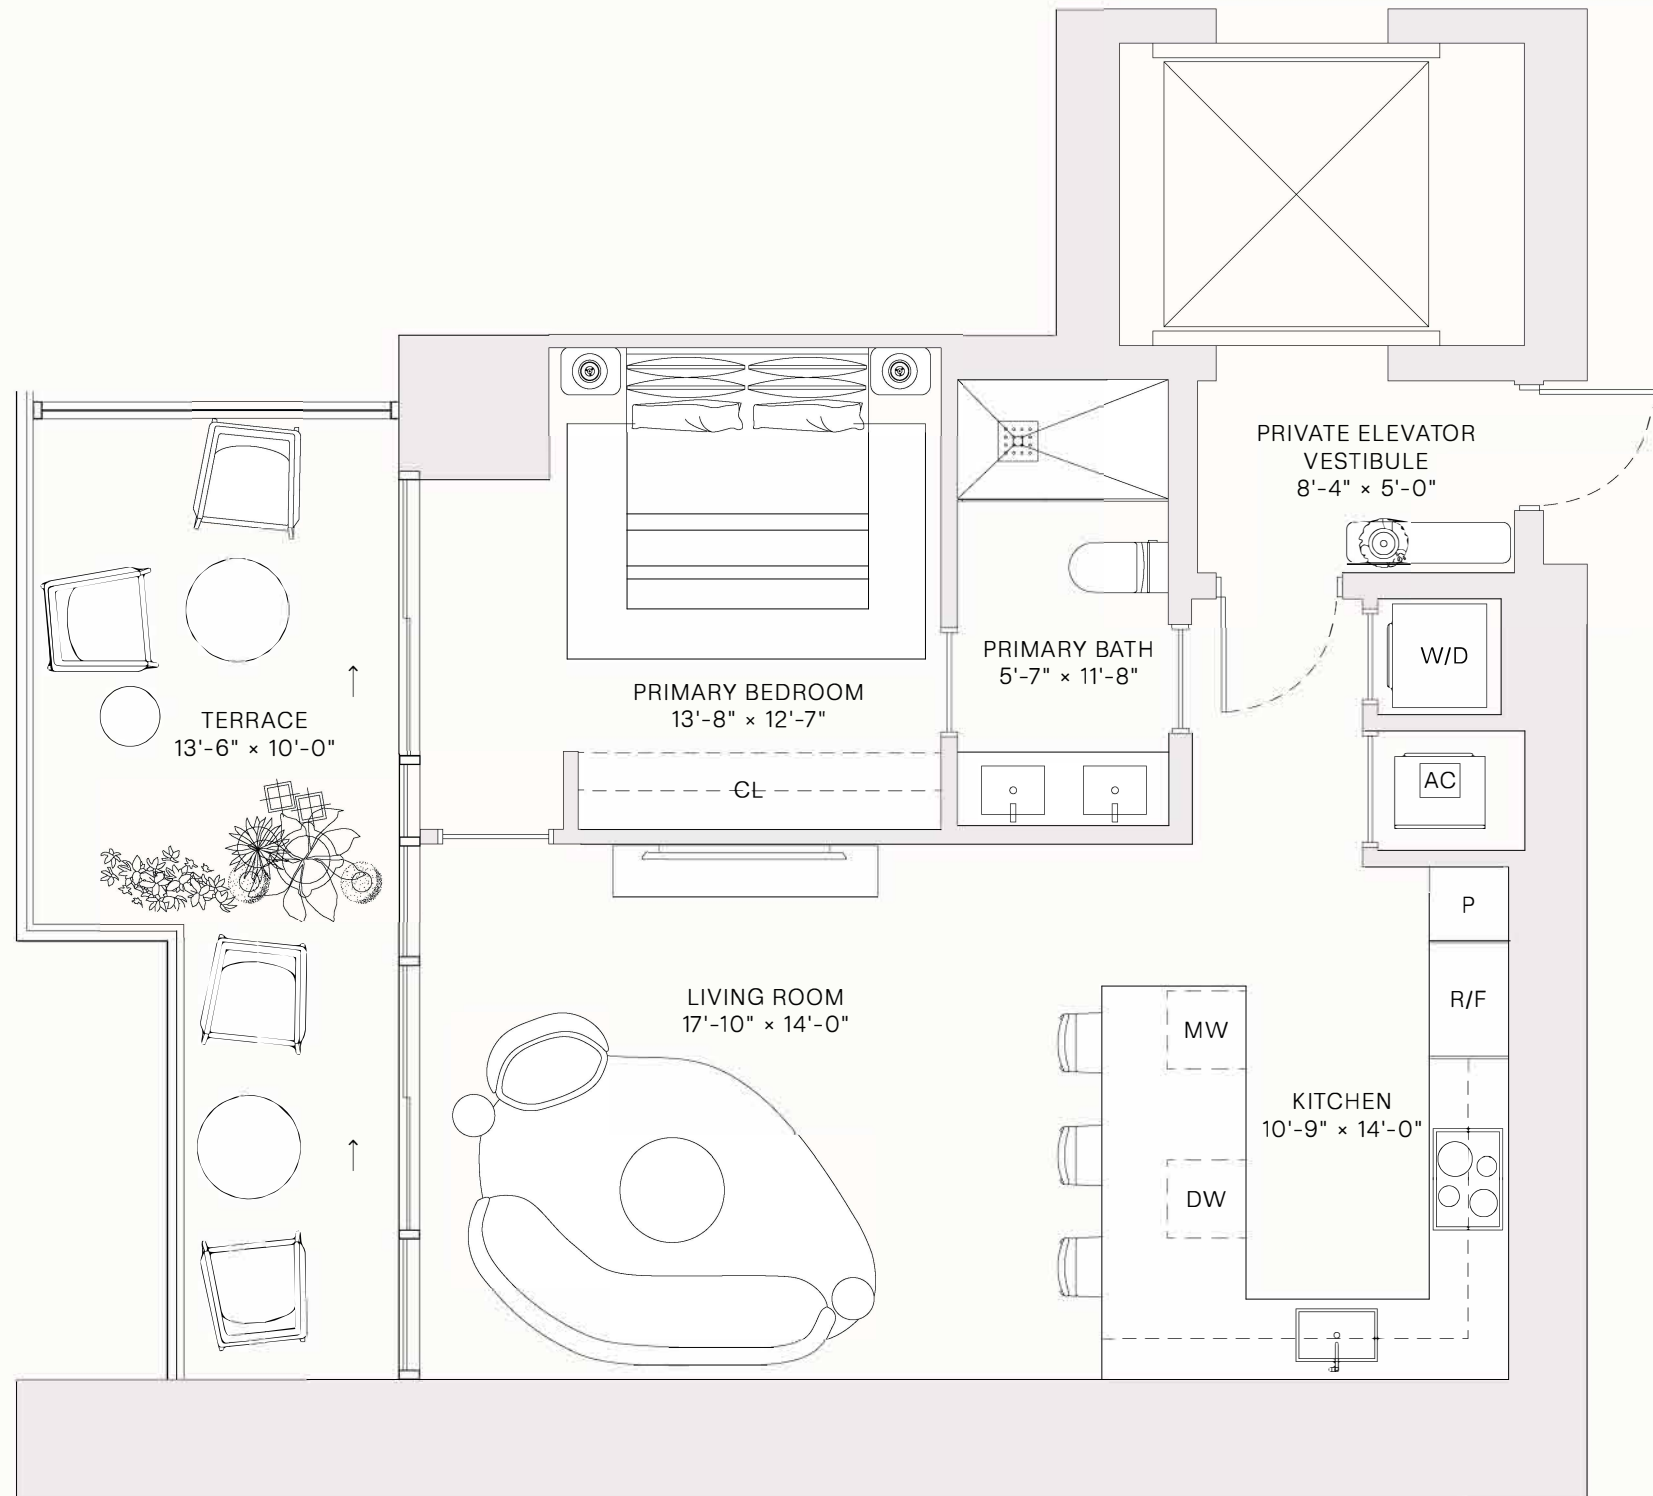 PRIVATE ELEVATOR
VESTIBULE
8'-4" × 5'-0"
W/D
PRIMARY BATH
5'-7" × 11'-8"
PRIMARY BEDROOM
13'-8" × 12'-7"
TERRACE
13'-6" × 10'-0"
CL
AC
P
LIVING ROOM
17'-10" × 14'-0"
R/F
MW
KITCHEN
10'-9" × 14'-0"
DW